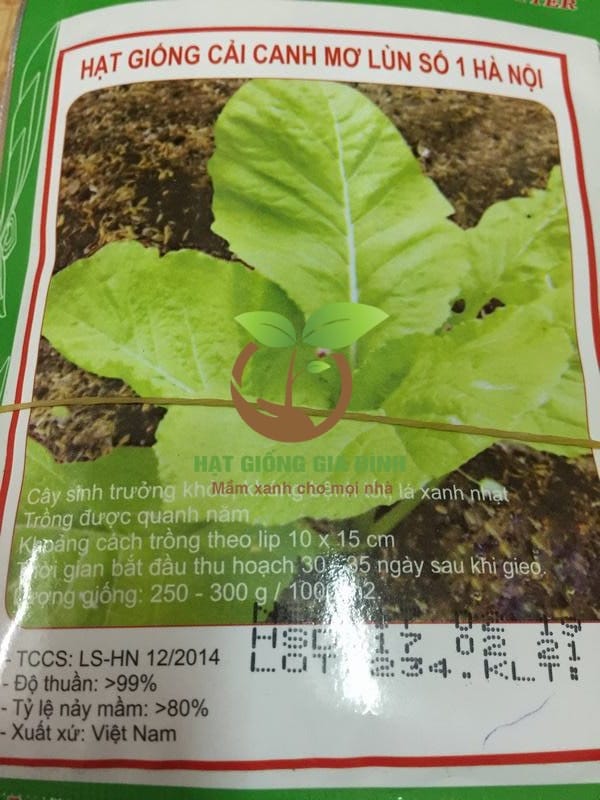 HẠT GIỐNG CẢI CANH MƠ LÙN SỐ 1 HÀ NỘI
HẠT GIỐNG GIA ĐÌNH
Mầm xanh cho mọi nhà
Cây sinh trưởng lá xanh nhạt
Trồng được quanh năm
Khoảng cách trồng theo lip 10 x 15 cm
Thời gian bắt đầu thu hoạch 30 - 35 ngày sau khi gieo.
Lượng giống: 250 - 300 g / 1000 m2
HSD 17
LOT 234.KLT
- TCCS: LS-HN 12/2014
- Độ thuần: >99%
- Tỷ lệ nảy mầm: >80%
- Xuất xứ: Việt Nam